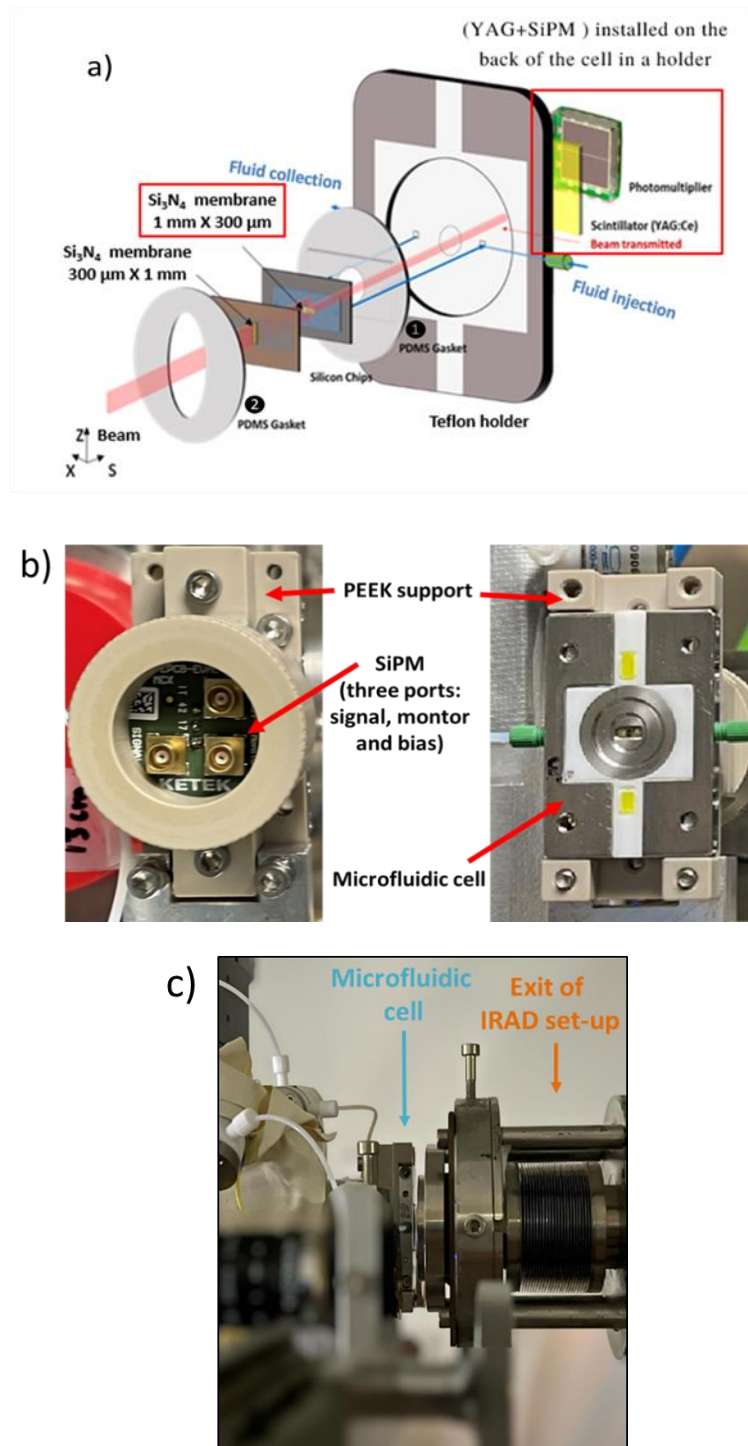 (YAG+SiPM ) installed on the
back of the cell in a holder
a)
Photomultiplier
Fluid collection
Scintillator (YAG:Ce)
Beam transmitted
Si₃N₄ membrane
1 mm X 300 µm
Si₃N₄ membrane
300 µm X 1 mm
Fluid injection
1
PDMS Gasket
Silicon Chips
Teflon holder
2
PDMS Gasket
Z
Beam
X
S
b)
PEEK support
SiPM
(three ports:
signal, montor
and bias)
MCX
KETEK
13 cm
Microfluidic cell
c)
Microfluidic
cell
Exit of
IRAD set-up